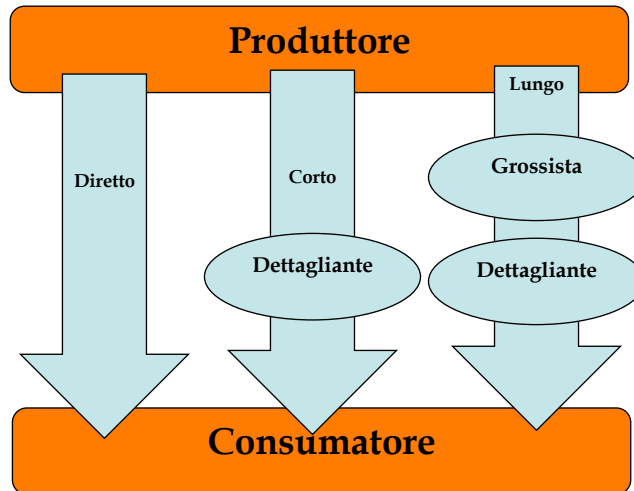 Produttore
Lungo
Diretto
Corto
Grossista
Dettagliante
Dettagliante
Consumatore